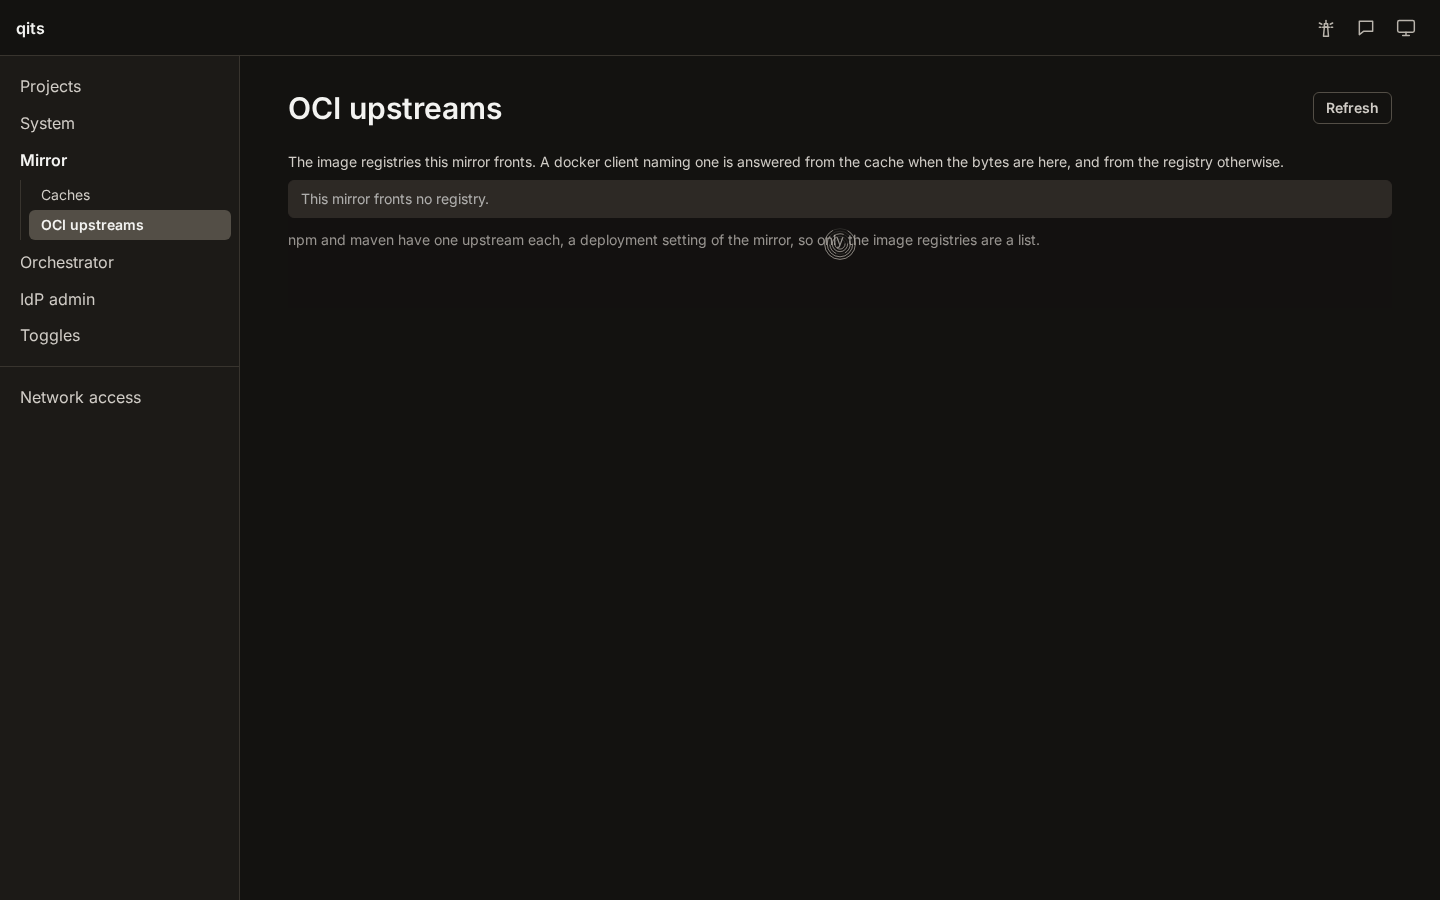 qits
Projects
System
Mirror
Caches
OCI upstreams
Orchestrator
IdP admin
Toggles
Network access
OCI upstreams
Refresh
The image registries this mirror fronts. A docker client naming one is answered from the cache when the bytes are here, and from the registry otherwise.
This mirror fronts no registry.
npm and maven have one upstream each, a deployment setting of the mirror, so only the image registries are a list.